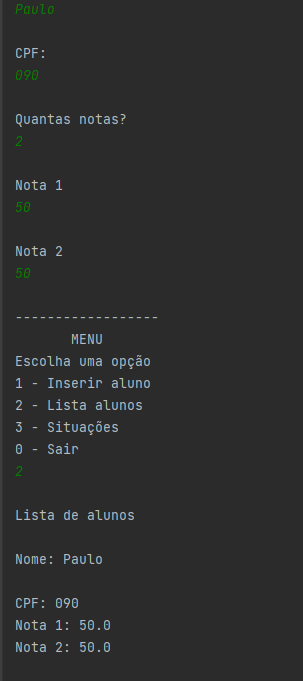 Paulo
CPF:
090
Quantas notas?
2
Nota 1
50
Nota 2
50
------------------
MENU
Escolha uma opção
1 - Inserir aluno
2 - Lista alunos
3 - Situações
0 - Sair
2
Lista de alunos
Nome: Paulo
CPF: 090
Nota 1: 50.0
Nota 2: 50.0